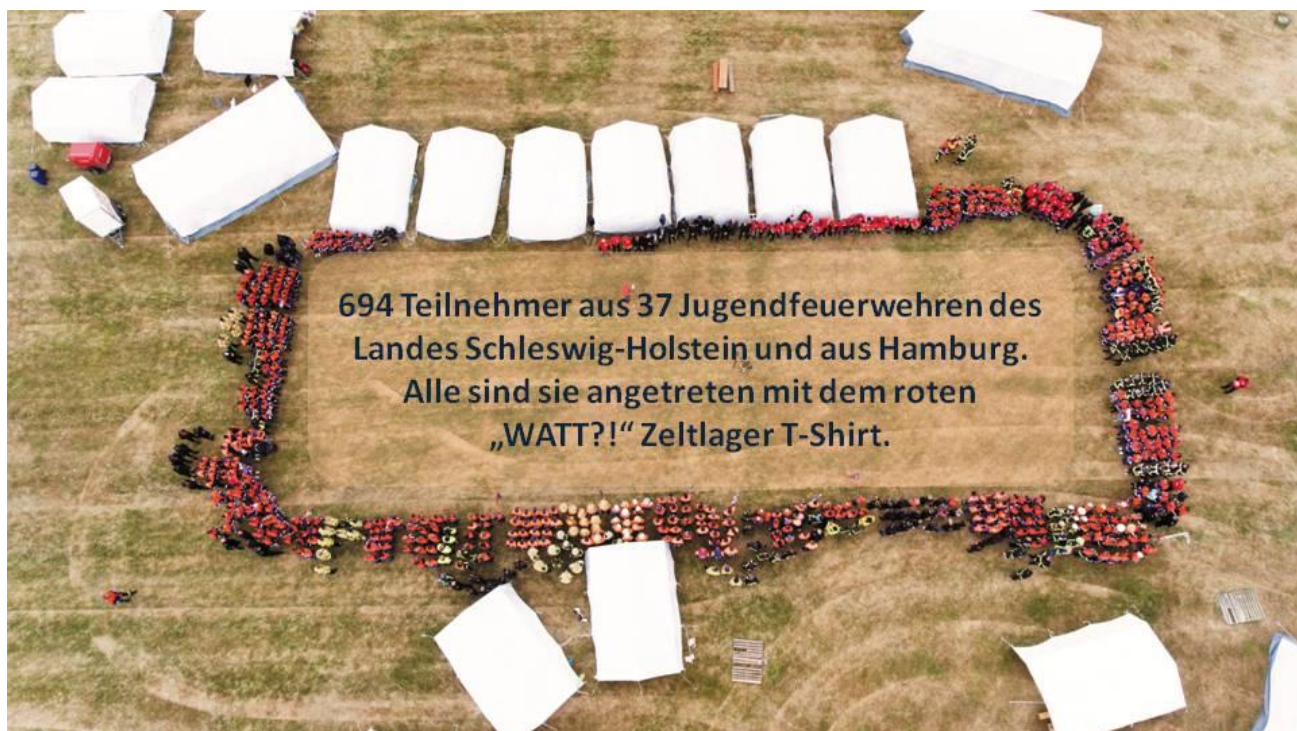 694 Teilnehmer aus 37 Jugendfeuerwehren des
Landes Schleswig-Holstein und aus Hamburg.
Alle sind sie angetreten mit dem roten
„WATT?!“ Zeltlager T-Shirt.